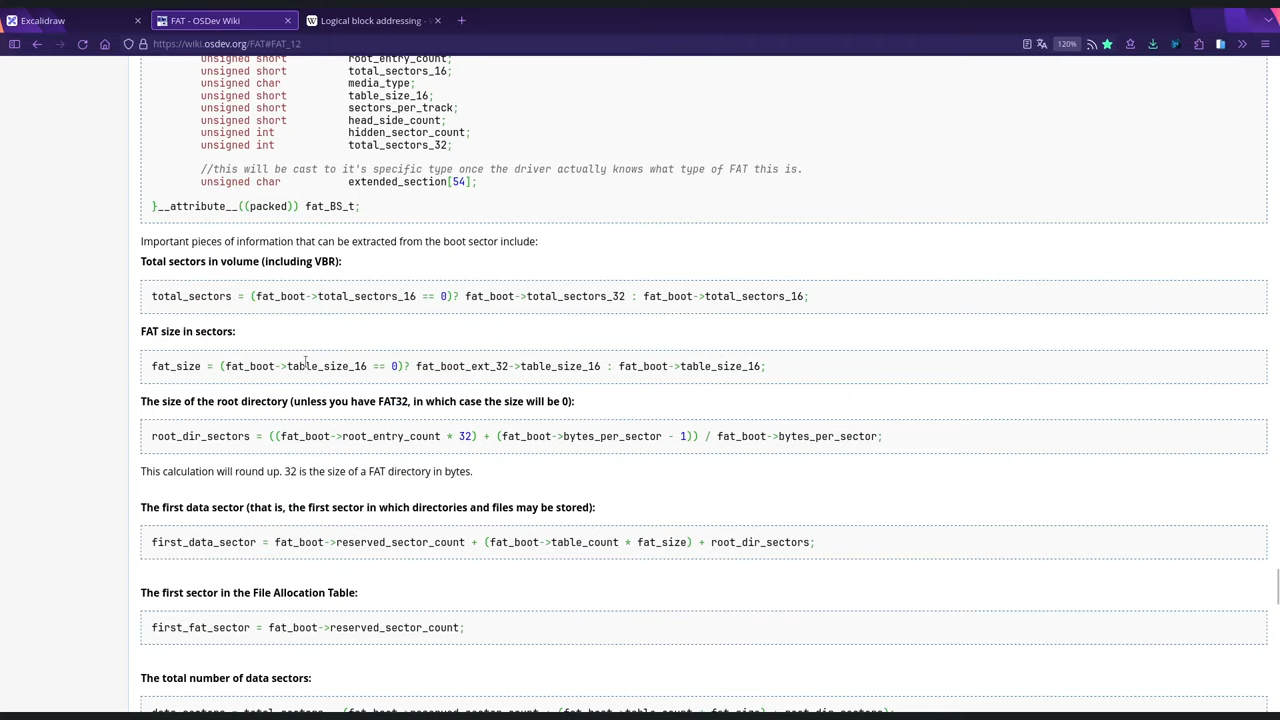 Excalidraw
FAT - OSDev Wiki
Logical block addressing - W
https://wiki.osdev.org/FAT#FAT_12
120%
unsigned short root_entry_count;
unsigned short total_sectors_16;
unsigned char media_type;
unsigned short table_size_16;
unsigned short sectors_per_track;
unsigned short head_side_count;
unsigned int hidden_sector_count;
unsigned int total_sectors_32;
//this will be cast to it's specific type once the driver actually knows what type of FAT this is.
unsigned char extended_section[54];
}__attribute__((packed)) fat_BS_t;
Important pieces of information that can be extracted from the boot sector include:
Total sectors in volume (including VBR):
total_sectors = (fat_boot->total_sectors_16 == 0)? fat_boot->total_sectors_32 : fat_boot->total_sectors_16;
FAT size in sectors:
fat_size = (fat_boot->table_size_16 == 0)? fat_boot_ext_32->table_size_16 : fat_boot->table_size_16;
The size of the root directory (unless you have FAT32, in which case the size will be 0):
root_dir_sectors = ((fat_boot->root_entry_count * 32) + (fat_boot->bytes_per_sector - 1)) / fat_boot->bytes_per_sector;
This calculation will round up. 32 is the size of a FAT directory in bytes.
The first data sector (that is, the first sector in which directories and files may be stored):
first_data_sector = fat_boot->reserved_sector_count + (fat_boot->table_count * fat_size) + root_dir_sectors;
The first sector in the File Allocation Table:
first_fat_sector = fat_boot->reserved_sector_count;
The total number of data sectors: